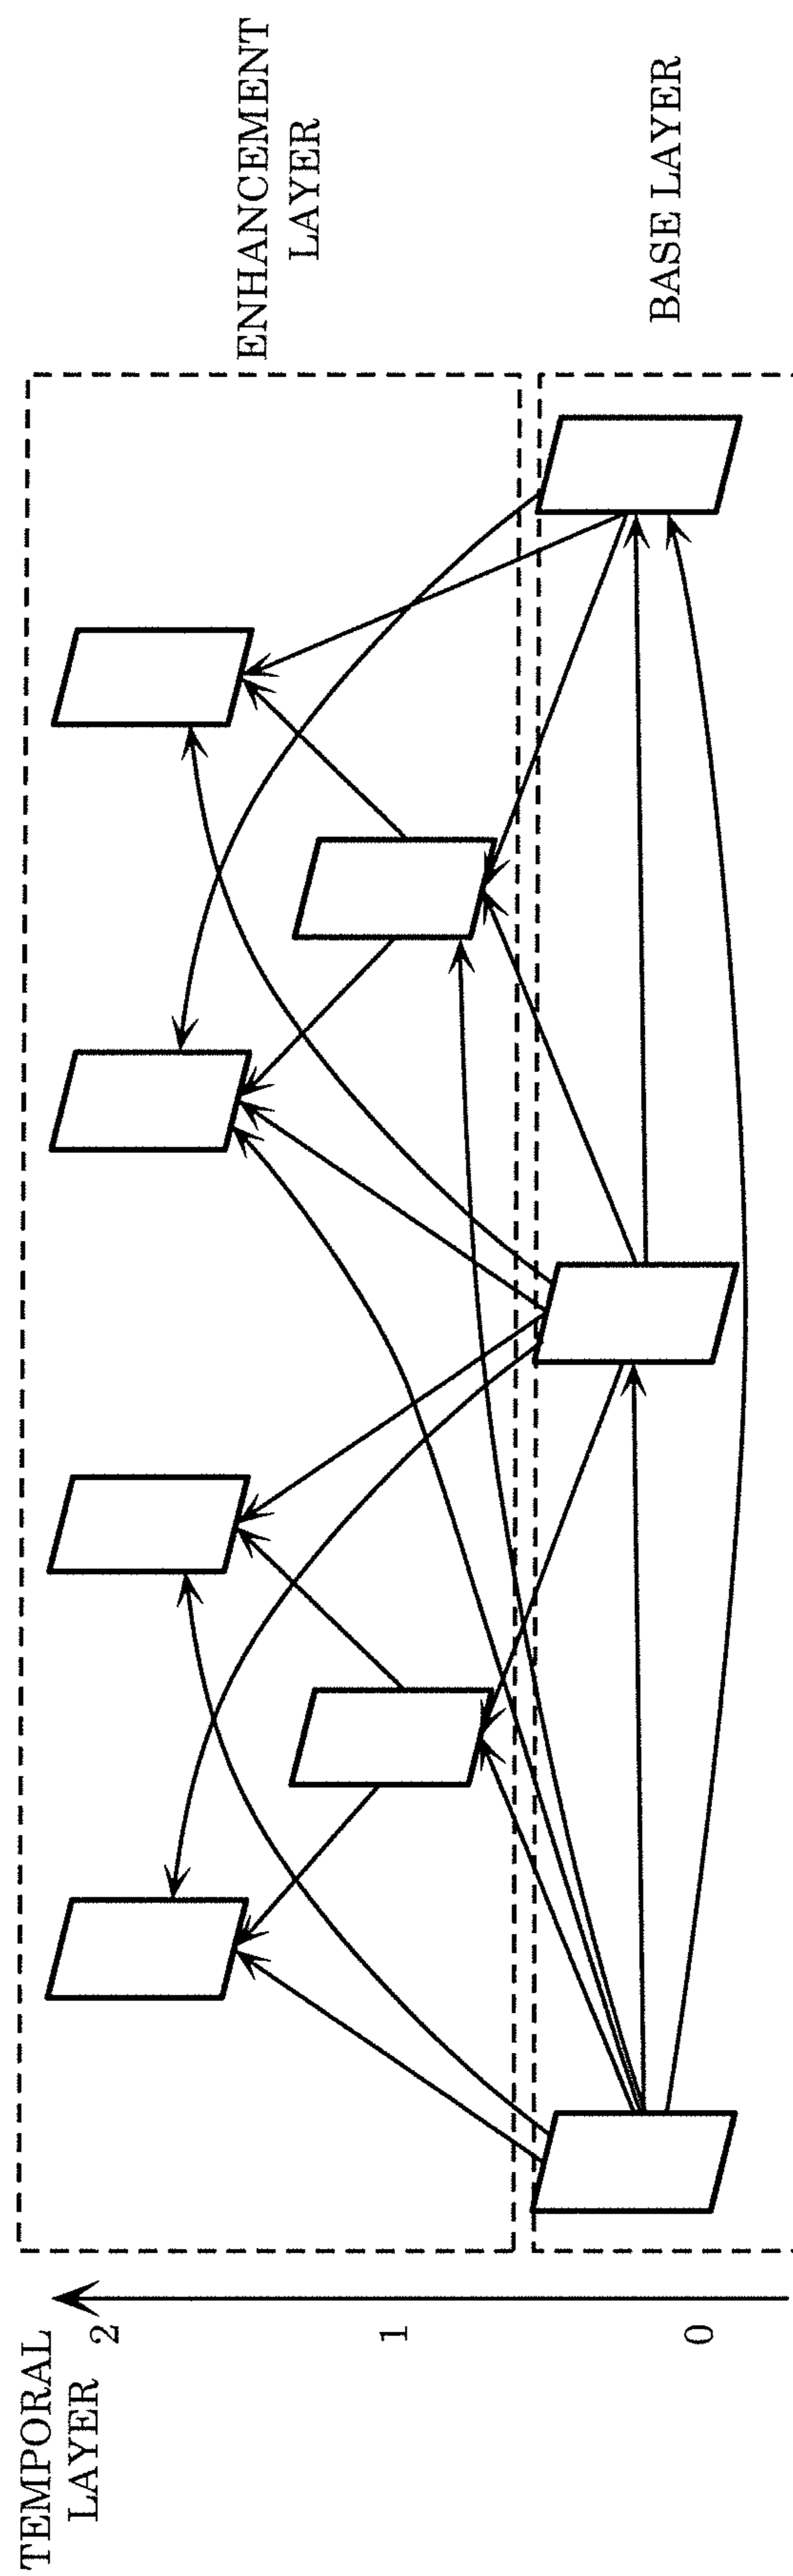 TEMPORAL
LAYER
2
1
0
ENHANCEMENT
LAYER
BASE LAYER